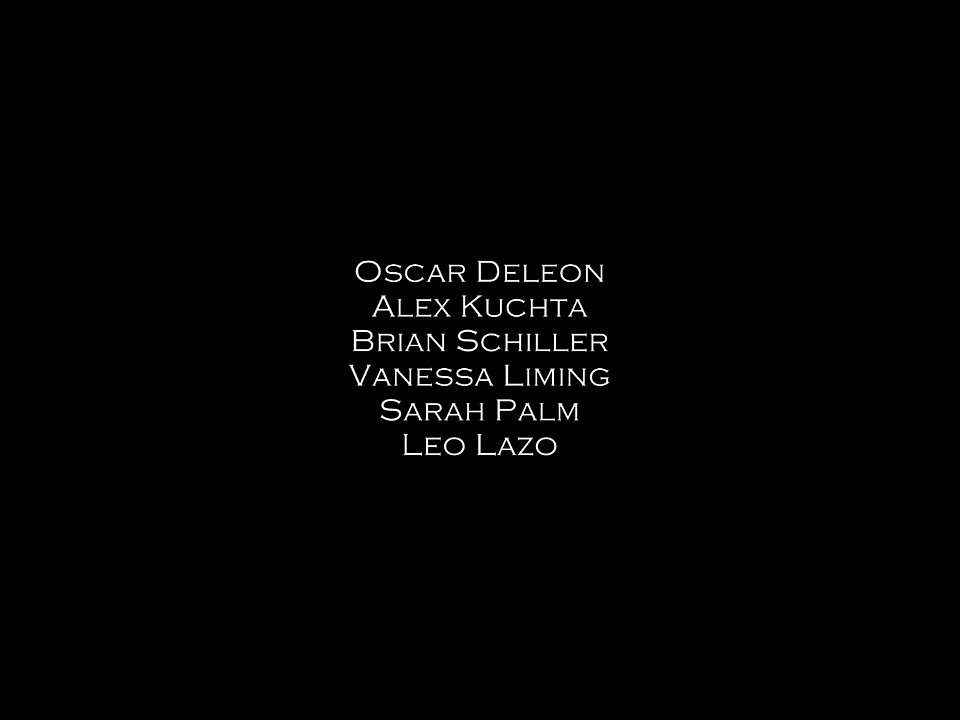 Oscar Deleon
Alex Kuchta
Brian Schiller
Vanessa Liming
Sarah Palm
Leo Lazo